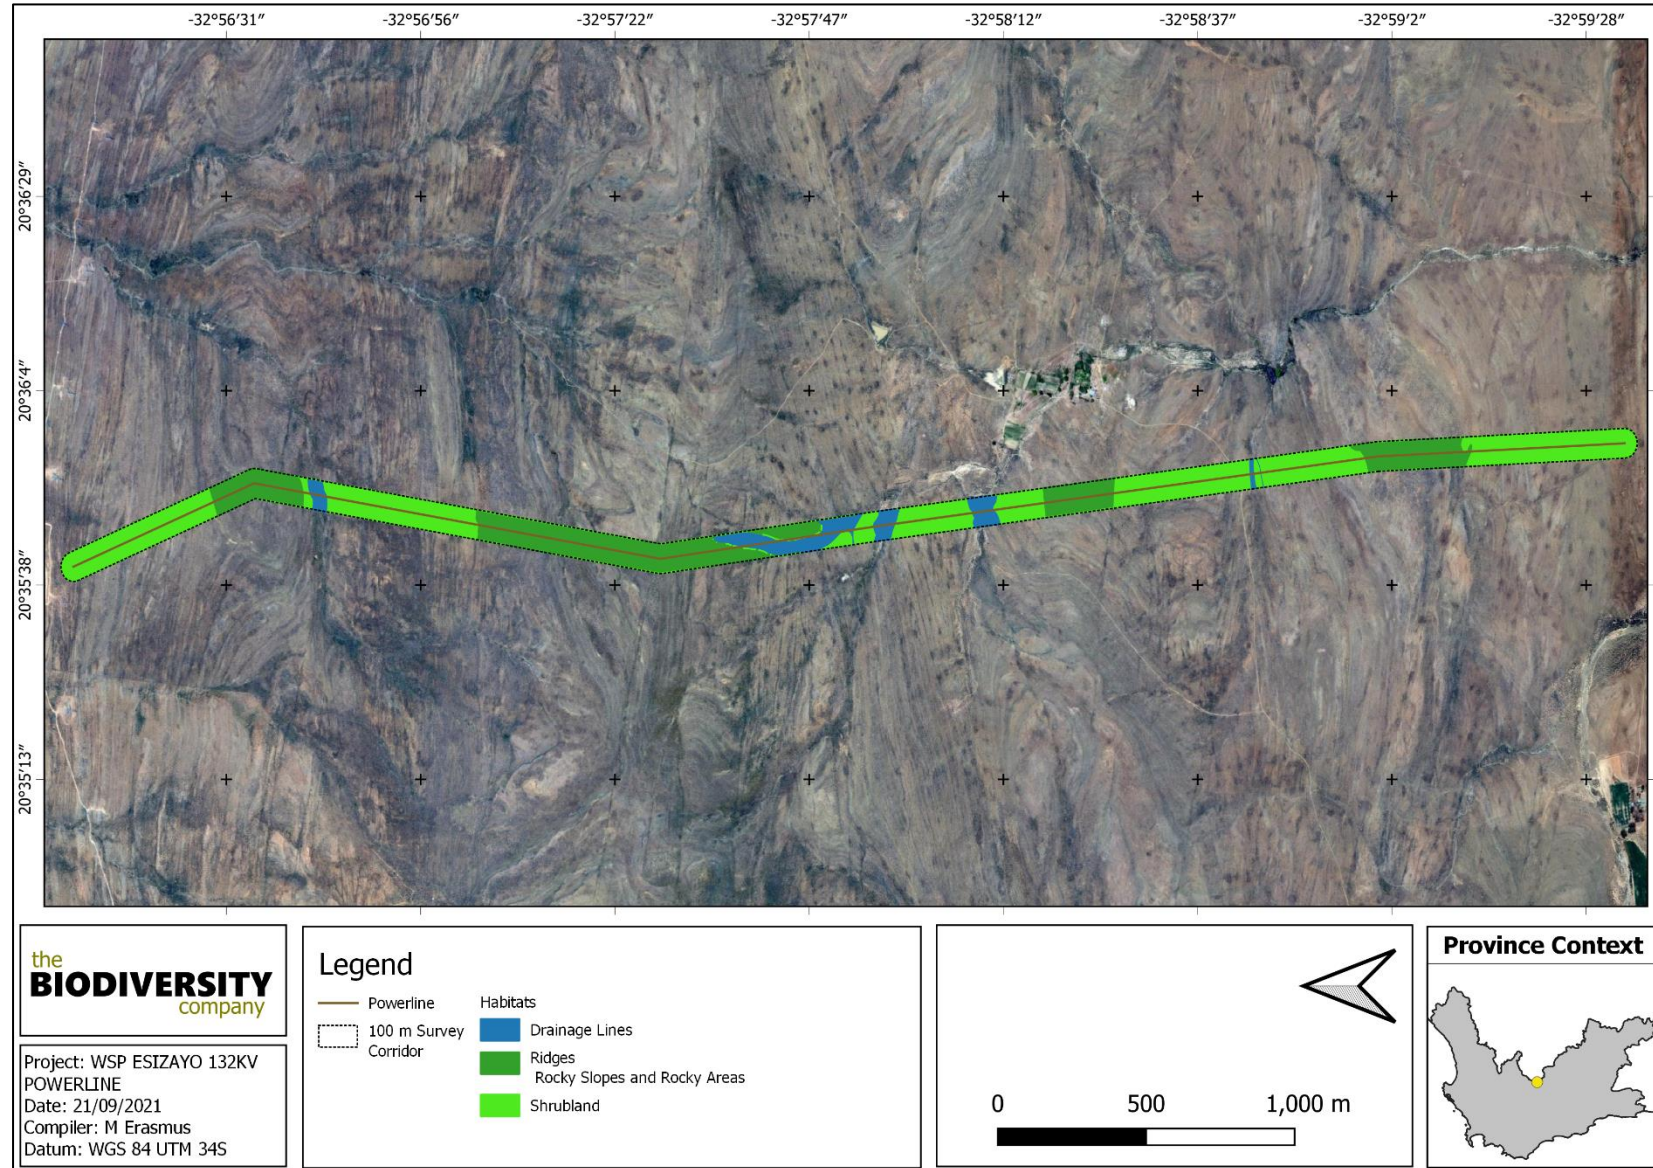 -32°56′31″ -32°56′56″ -32°57′22″ -32°57′47″ -32°58′12″ -32°58′37″ -32°59′2″ -32°59′28″
20°36′29″
20°36′4″
20°35′38″
20°35′13″
the
BIODIVERSITY
company
Project: WSP ESIZAYO 132KV
POWERLINE
Date: 21/09/2021
Compiler: M Erasmus
Datum: WGS 84 UTM 34S
Legend
Powerline
100 m Survey
Corridor
Habitats
Drainage Lines
Ridges
Rocky Slopes and Rocky Areas
Shrubland
0 500 1,000 m
Province Context